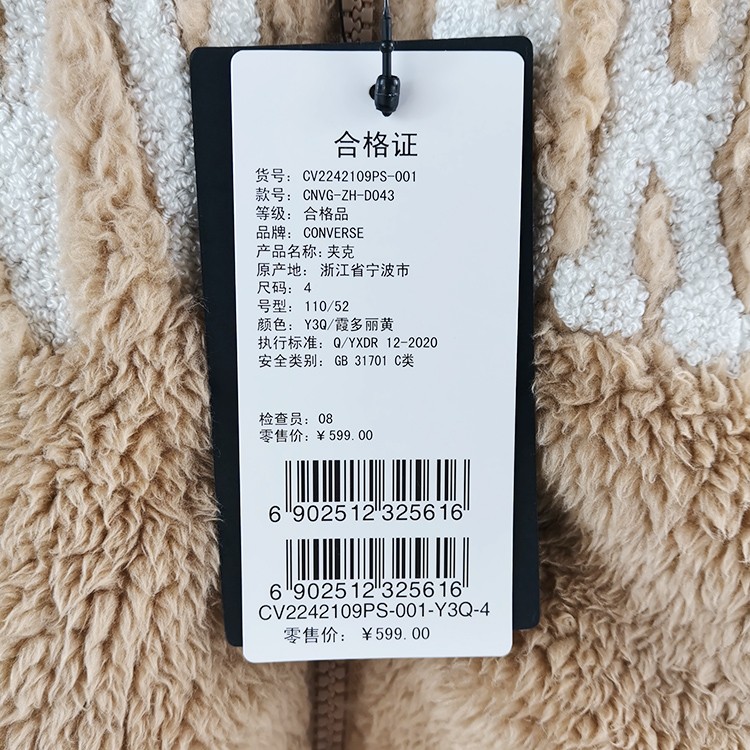 合格证
货号: CV2242109PS-001
款号: CNVG-ZH-D043
等级: 合格品
品牌: CONVERSE
产品名称: 夹克
原产地: 浙江省宁波市
尺码: 4
号型: 110/52
颜色: Y3Q/霞多丽黄
执行标准: Q/YXDR 12-2020
安全类别: GB 31701 C类
检查员: 08
零售价: ¥599.00
6 902512 325616
6 902512 325616
CV2242109PS-001-Y3Q-4
零售价: ¥599.00